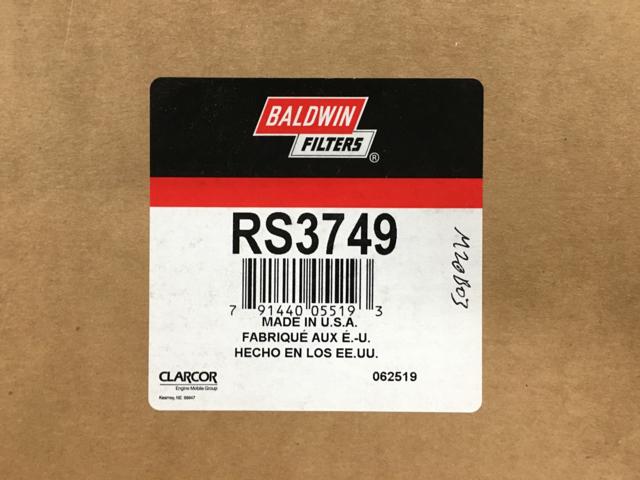 BALDWIN
FILTERS®
RS3749
7 91440 05519 3
MADE IN U.S.A.
FABRIQUÉ AUX É.-U.
HECHO EN LOS EE.UU.
CLARCOR
Engine Mobile Group
Kearney, NE 68847
062519